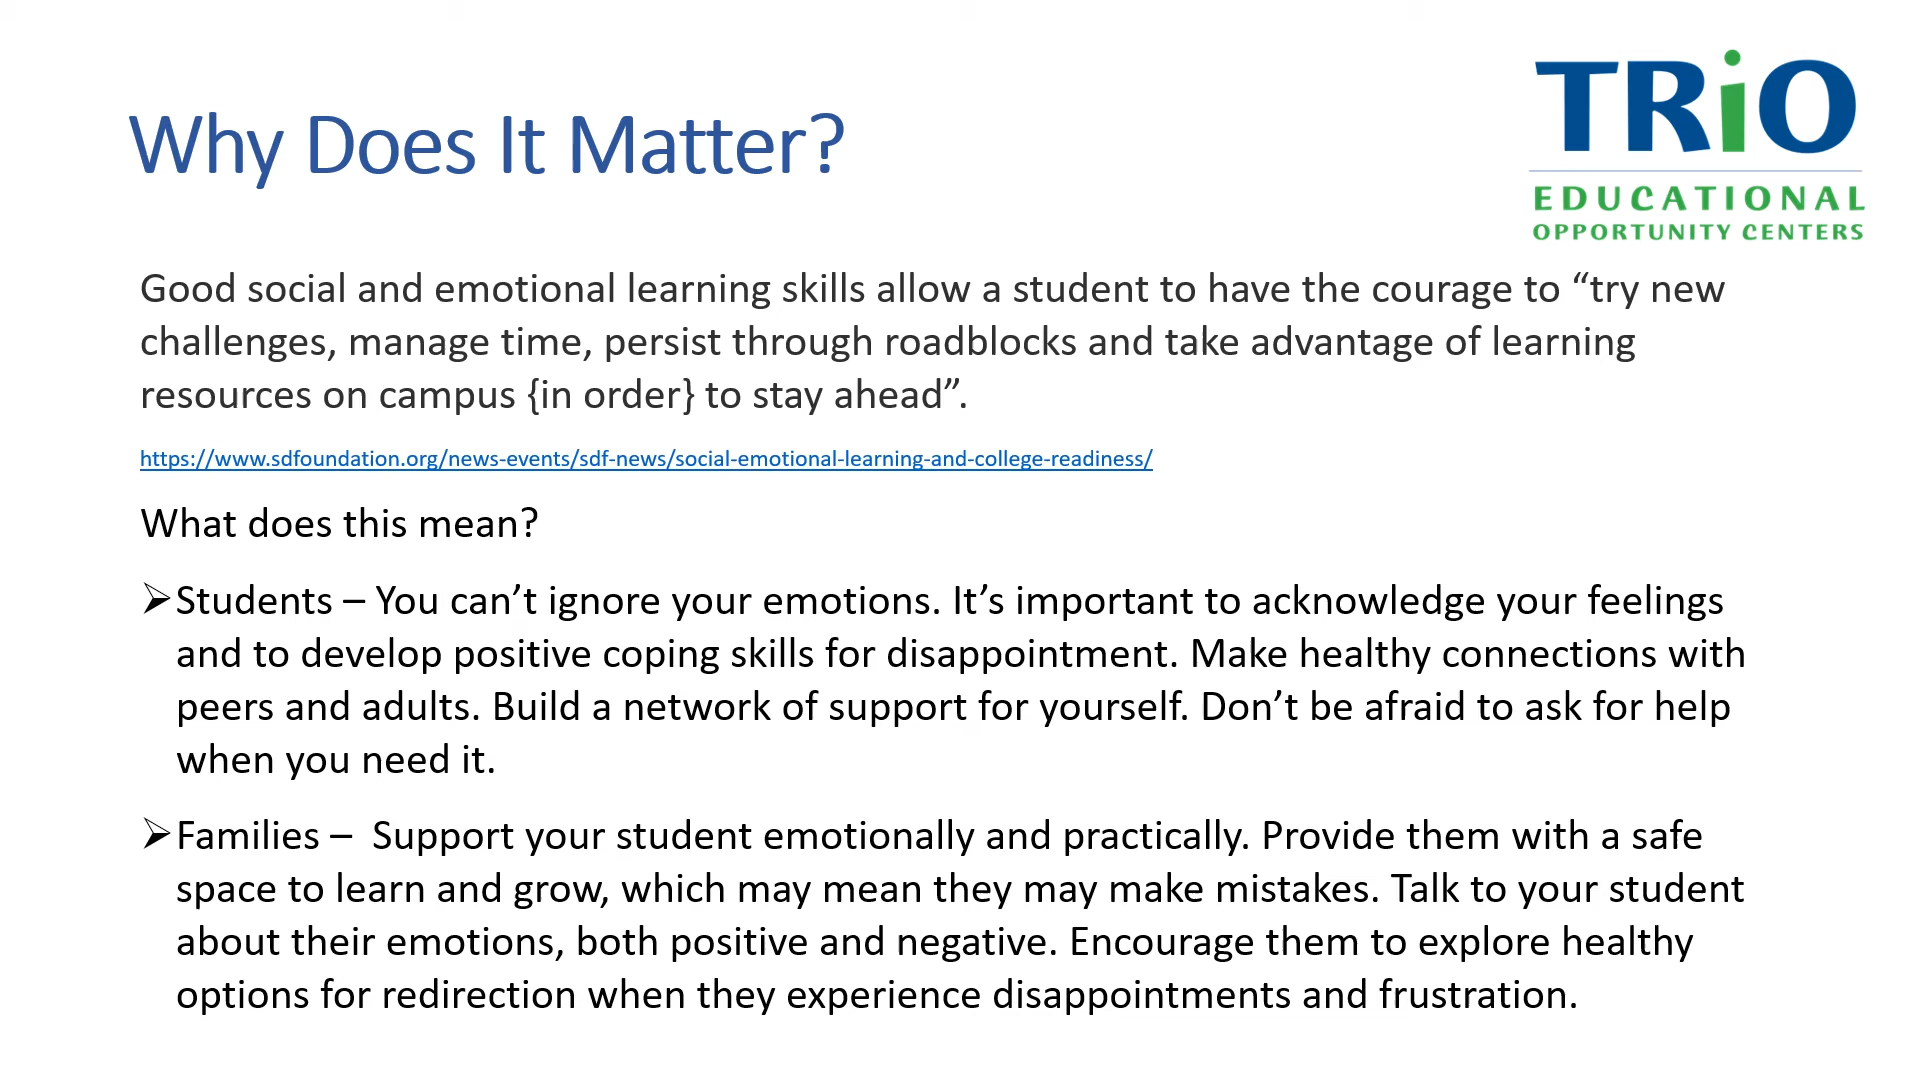 Why Does It Matter?
TRiO
EDUCATIONAL
OPPORTUNITY CENTERS
Good social and emotional learning skills allow a student to have the courage to “try new
challenges, manage time, persist through roadblocks and take advantage of learning
resources on campus {in order} to stay ahead”.
https://www.sdfoundation.org/news-events/sdf-news/social-emotional-learning-and-college-readiness/
What does this mean?
➢Students – You can’t ignore your emotions. It’s important to acknowledge your feelings
and to develop positive coping skills for disappointment. Make healthy connections with
peers and adults. Build a network of support for yourself. Don’t be afraid to ask for help
when you need it.
➢Families –  Support your student emotionally and practically. Provide them with a safe
space to learn and grow, which may mean they may make mistakes. Talk to your student
about their emotions, both positive and negative. Encourage them to explore healthy
options for redirection when they experience disappointments and frustration.